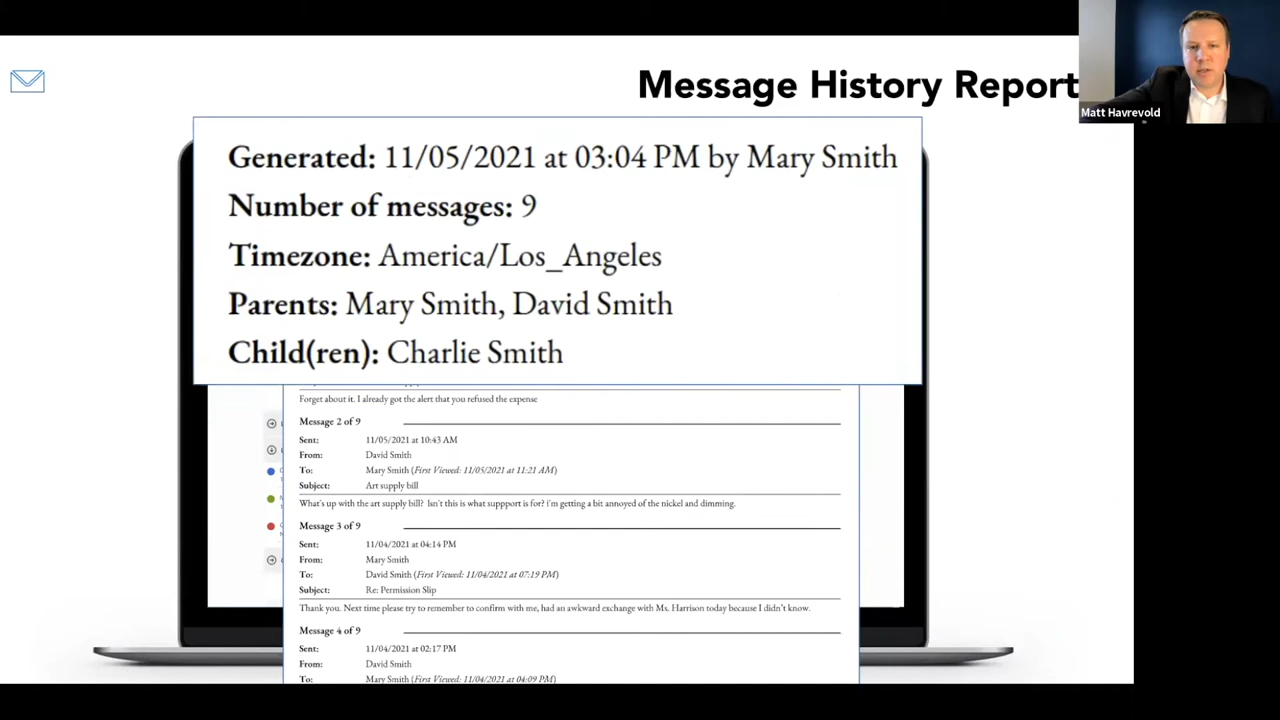 Message History Report
Matt Havrevold
Generated: 11/05/2021 at 03:04 PM by Mary Smith
Number of messages: 9
Timezone: America/Los_Angeles
Parents: Mary Smith, David Smith
Child(ren): Charlie Smith
Forget about it. I already got the alert that you refused the expense
Message 2 of 9
Sent: 11/05/2021 at 10:43 AM
From: David Smith
To: Mary Smith (First Viewed: 11/05/2021 at 11:21 AM)
Subject: Art supply bill
What's up with the art supply bill? Isn't this is what suppport is for? i'm getting a bit annoyed of the nickel and dimming.
Message 3 of 9
Sent: 11/04/2021 at 04:14 PM
From: Mary Smith
To: David Smith (First Viewed: 11/04/2021 at 07:19 PM)
Subject: Re: Permission Slip
Thank you. Next time please try to remember to confirm with me, had an awkward exchange with Ms. Harrison today because I didn't know.
Message 4 of 9
Sent: 11/04/2021 at 02:17 PM
From: David Smith
To: Mary Smith (First Viewed: 11/04/2021 at 04:09 PM)